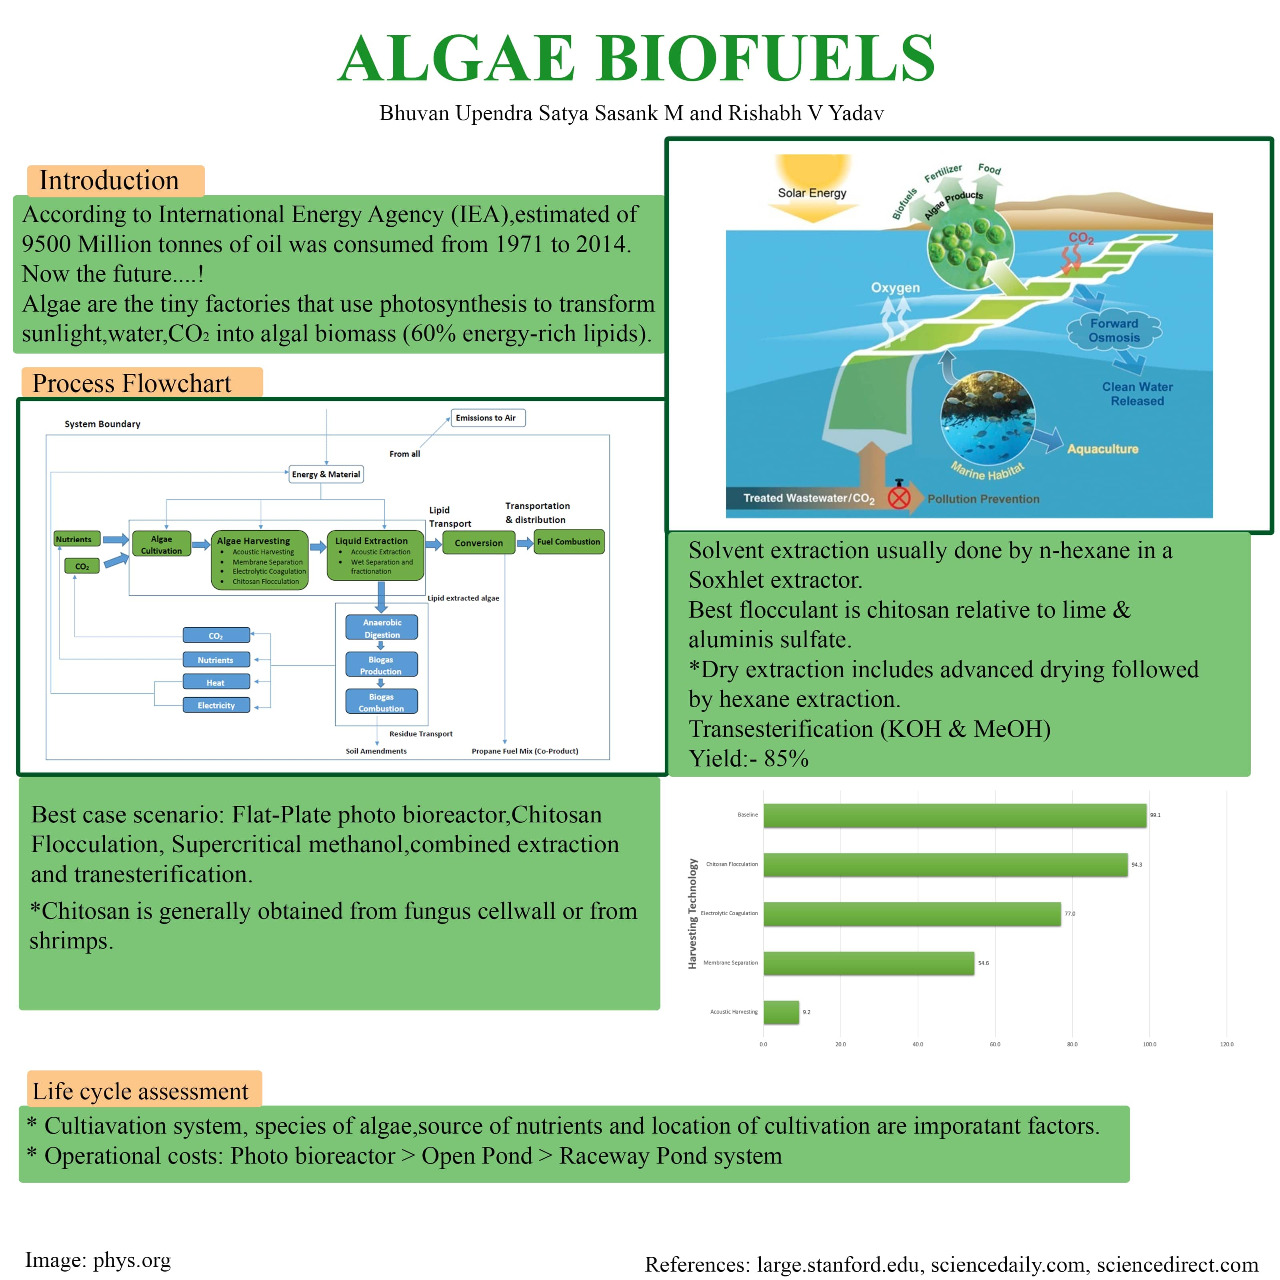 ALGAE BIOFUELS
Bhuvan Upendra Satya Sasank M and Rishabh V Yadav
Introduction
According to International Energy Agency (IEA),estimated of
9500 Million tonnes of oil was consumed from 1971 to 2014.
Now the future....!
Algae are the tiny factories that use photosynthesis to transform
sunlight,water,CO₂ into algal biomass (60% energy-rich lipids).
Solar Energy
Biofuels
Fertilizer
Food
Algae Products
CO₂
Oxygen
Forward
Osmosis
Clean Water
Released
Marine Habitat
Aquaculture
Treated Wastewater/CO₂
Pollution Prevention
Process Flowchart
System Boundary
Emissions to Air
From all
Energy & Material
Lipid
Transport
Transportation
& distribution
Nutrients
CO₂
Algae
Cultivation
Algae Harvesting
• Acoustic Harvesting
• Membrane Separation
• Electrolytic Coagulation
• Chitosan Flocculation
Liquid Extraction
• Acoustic Extraction
• Wet Separation and
fractionation
Conversion
Fuel Combustion
Lipid extracted algae
Anaerobic
Digestion
Biogas
Production
Biogas
Combustion
CO₂
Nutrients
Heat
Electricity
Residue Transport
Soil Amendments
Propane Fuel Mix (Co-Product)
Solvent extraction usually done by n-hexane in a
Soxhlet extractor.
Best flocculant is chitosan relative to lime &
aluminis sulfate.
*Dry extraction includes advanced drying followed
by hexane extraction.
Transesterification (KOH & MeOH)
Yield:- 85%
Best case scenario: Flat-Plate photo bioreactor,Chitosan
Flocculation, Supercritical methanol,combined extraction
and tranesterification.
*Chitosan is generally obtained from fungus cellwall or from
shrimps.
Harvesting Technology
Baseline 99.1
Chitosan Flocculation 94.3
Electrolytic Coagulation 77.0
Membrane Separation 54.6
Acoustic Harvesting 9.2
0.0 20.0 40.0 60.0 80.0 100.0 120.0
Life cycle assessment
* Cultiavation system, species of algae,source of nutrients and location of cultivation are imporatant factors.
* Operational costs: Photo bioreactor > Open Pond > Raceway Pond system
Image: phys.org
References: large.stanford.edu, sciencedaily.com, sciencedirect.com